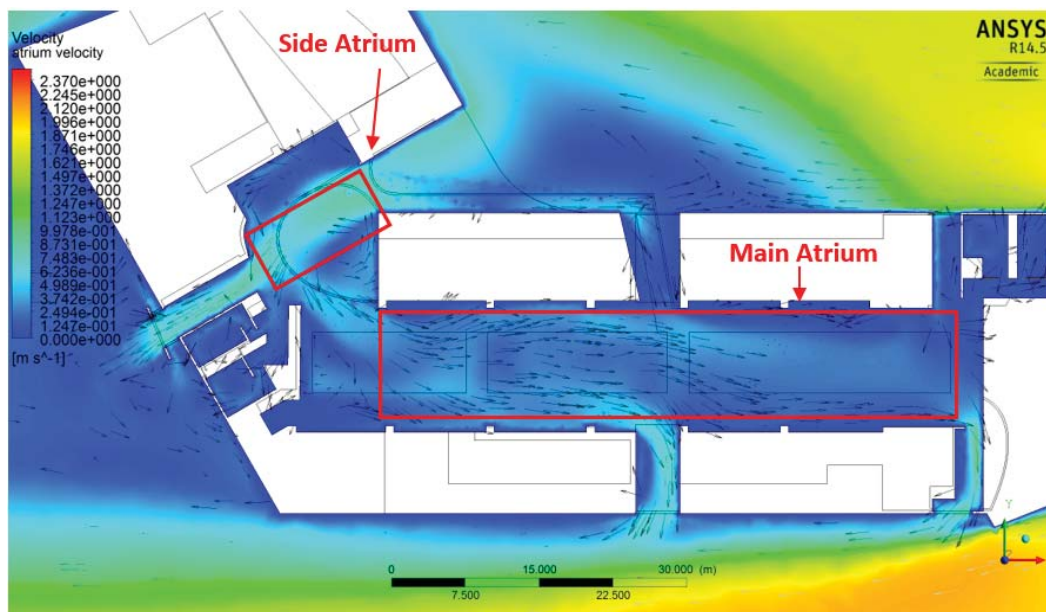 Velocity
atrium velocity
2.370e+000
2.245e+000
2.120e+000
1.996e+000
1.871e+000
1.746e+000
1.621e+000
1.497e+000
1.372e+000
1.247e+000
1.123e+000
9.978e-001
8.731e-001
7.483e-001
6.236e-001
4.989e-001
3.742e-001
2.494e-001
1.247e-001
0.000e+000
[m s^-1]
Side Atrium
ANSYS
R14.5
Academic
Main Atrium
Y
0
15.000
30.000
(m)
7.500
22.500